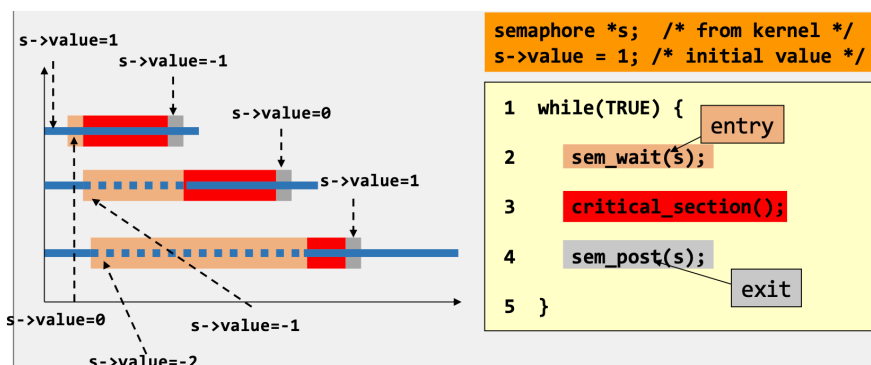 s->value=1
s->value=-1
s->value=0
s->value=1
s->value=0
s->value=-1
s->value=-2
semaphore *s;  /* from kernel */
s->value = 1; /* initial value */
1 while(TRUE) {
entry
2 sem_wait(s);
3 critical_section();
4 sem_post(s);
exit
5 }